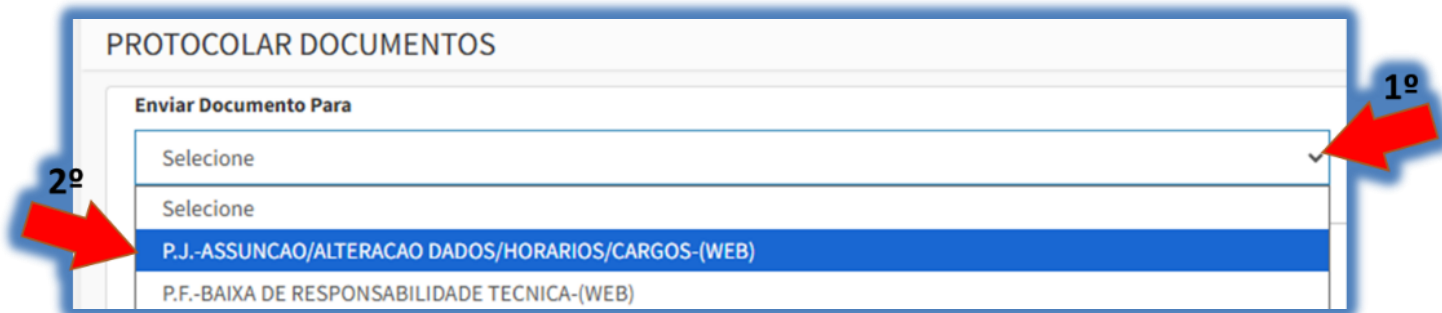 PROTOCOLAR DOCUMENTOS
1º
Enviar Documento Para
Selecione
2º
Selecione
P.J.-ASSUNCAO/ALTERACAO DADOS/HORARIOS/CARGOS-(WEB)
P.F.-BAIXA DE RESPONSABILIDADE TECNICA-(WEB)